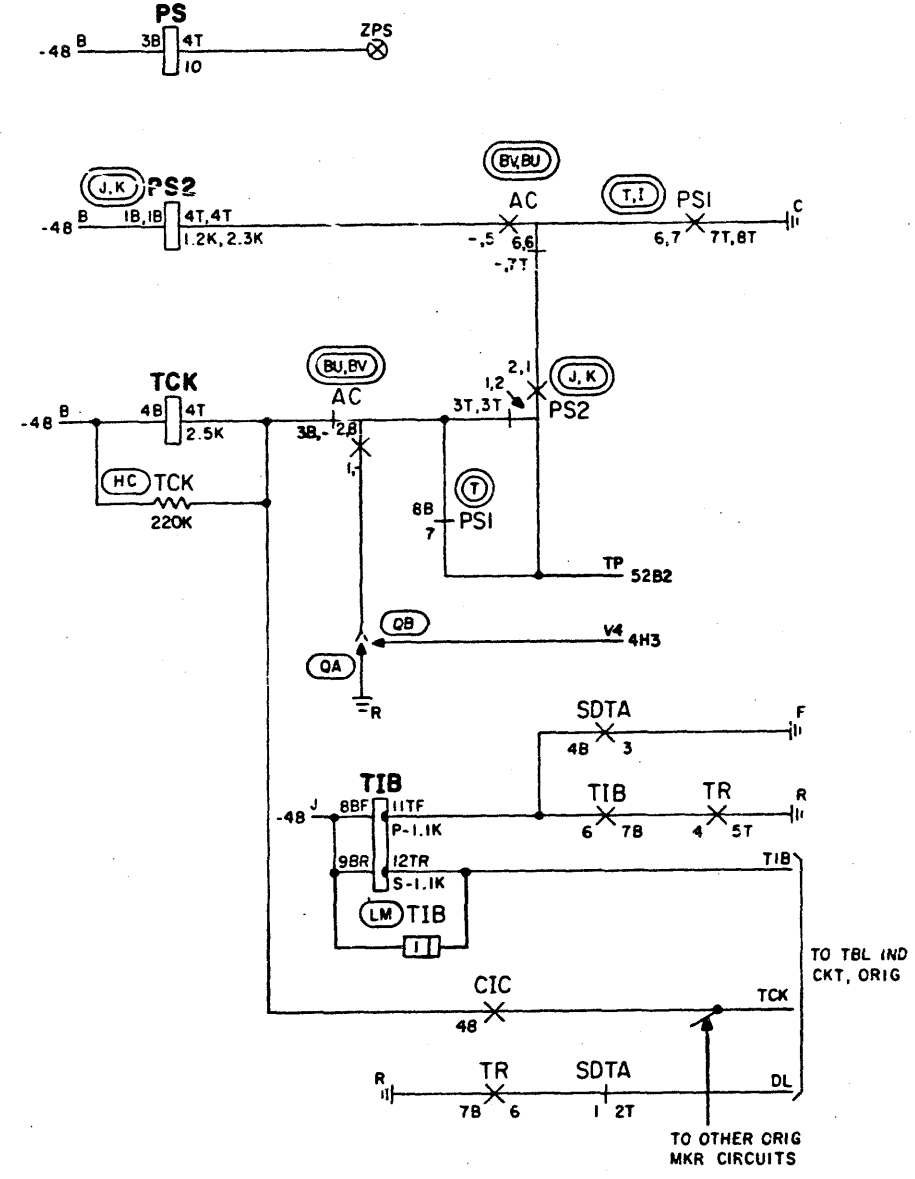 PS
ZPS
-48 B 3B 4T
10
BV,BU
J,K PS2 AC T,I PS1
-48 B 1B,1B 4T,4T C
1.2K, 2.3K -,5 6,6 6,7 7T,8T
-,7T
BU,BV 2,1 J,K
TCK AC 1,2 PS2
-48 B 4B 4T 3T,3T
2.5K 3B,- 2,8
1,-
HC TCK T
220K 8B PS1
7
TP 52B2
QB V4 4H3
QA
R
SDTA F
4B 3
TIB TIB TR
-48 J 8BF 11TF R
P-1.1K 6 7B 4 5T
9BR 12TR TIB
S-1.1K
LM TIB
1
TO TBL IND
CKT, ORIG
CIC TCK
48
TR SDTA
R DL
7B 6 1 2T
TO OTHER ORIG
MKR CIRCUITS